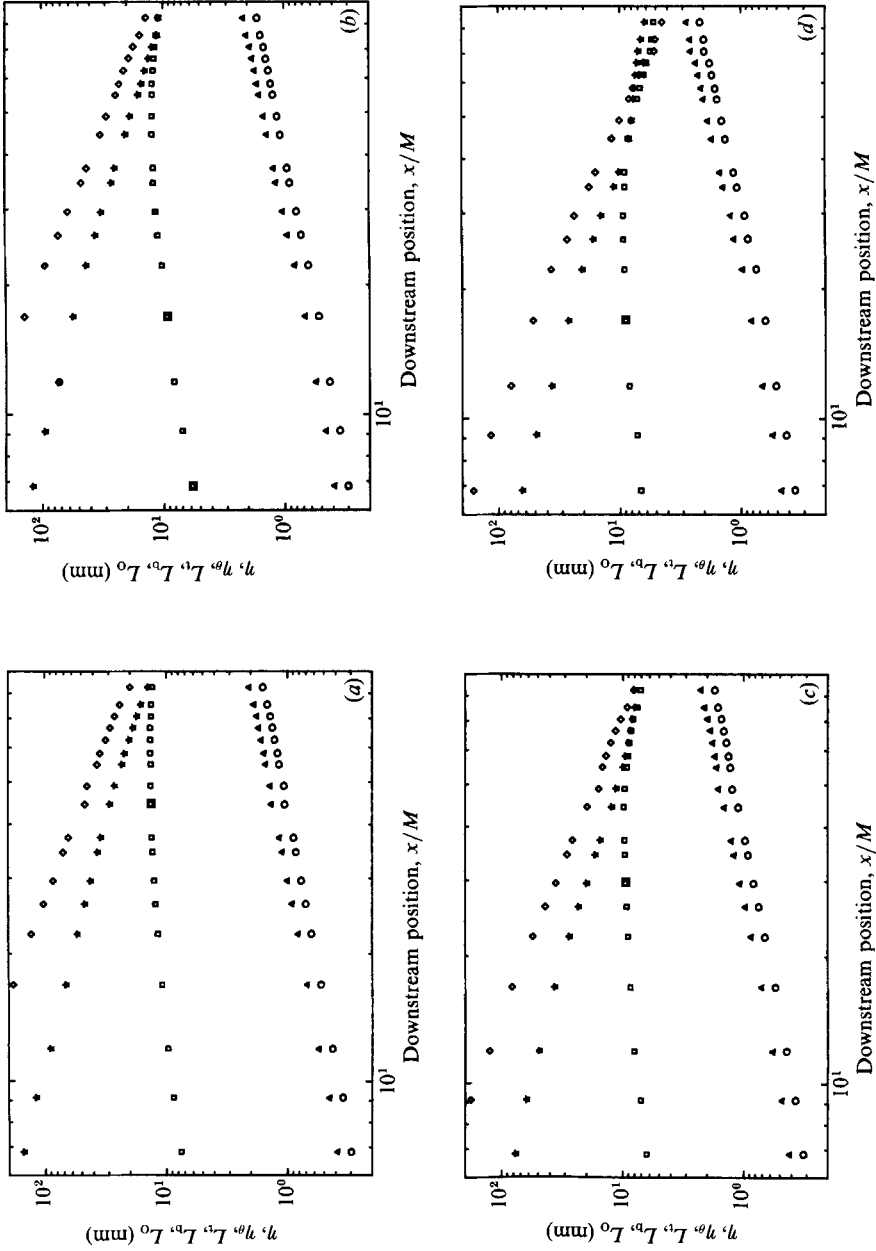 (a)
10²
10¹
10⁰
η, η_θ, L_t, L_b, L_o (mm)
10¹
Downstream position, x/M
(b)
10²
10¹
10⁰
η, η_θ, L_t, L_b, L_o (mm)
10¹
Downstream position, x/M
(c)
10²
10¹
10⁰
η, η_θ, L_t, L_b, L_o (mm)
10¹
Downstream position, x/M
(d)
10²
10¹
10⁰
η, η_θ, L_t, L_b, L_o (mm)
10¹
Downstream position, x/M